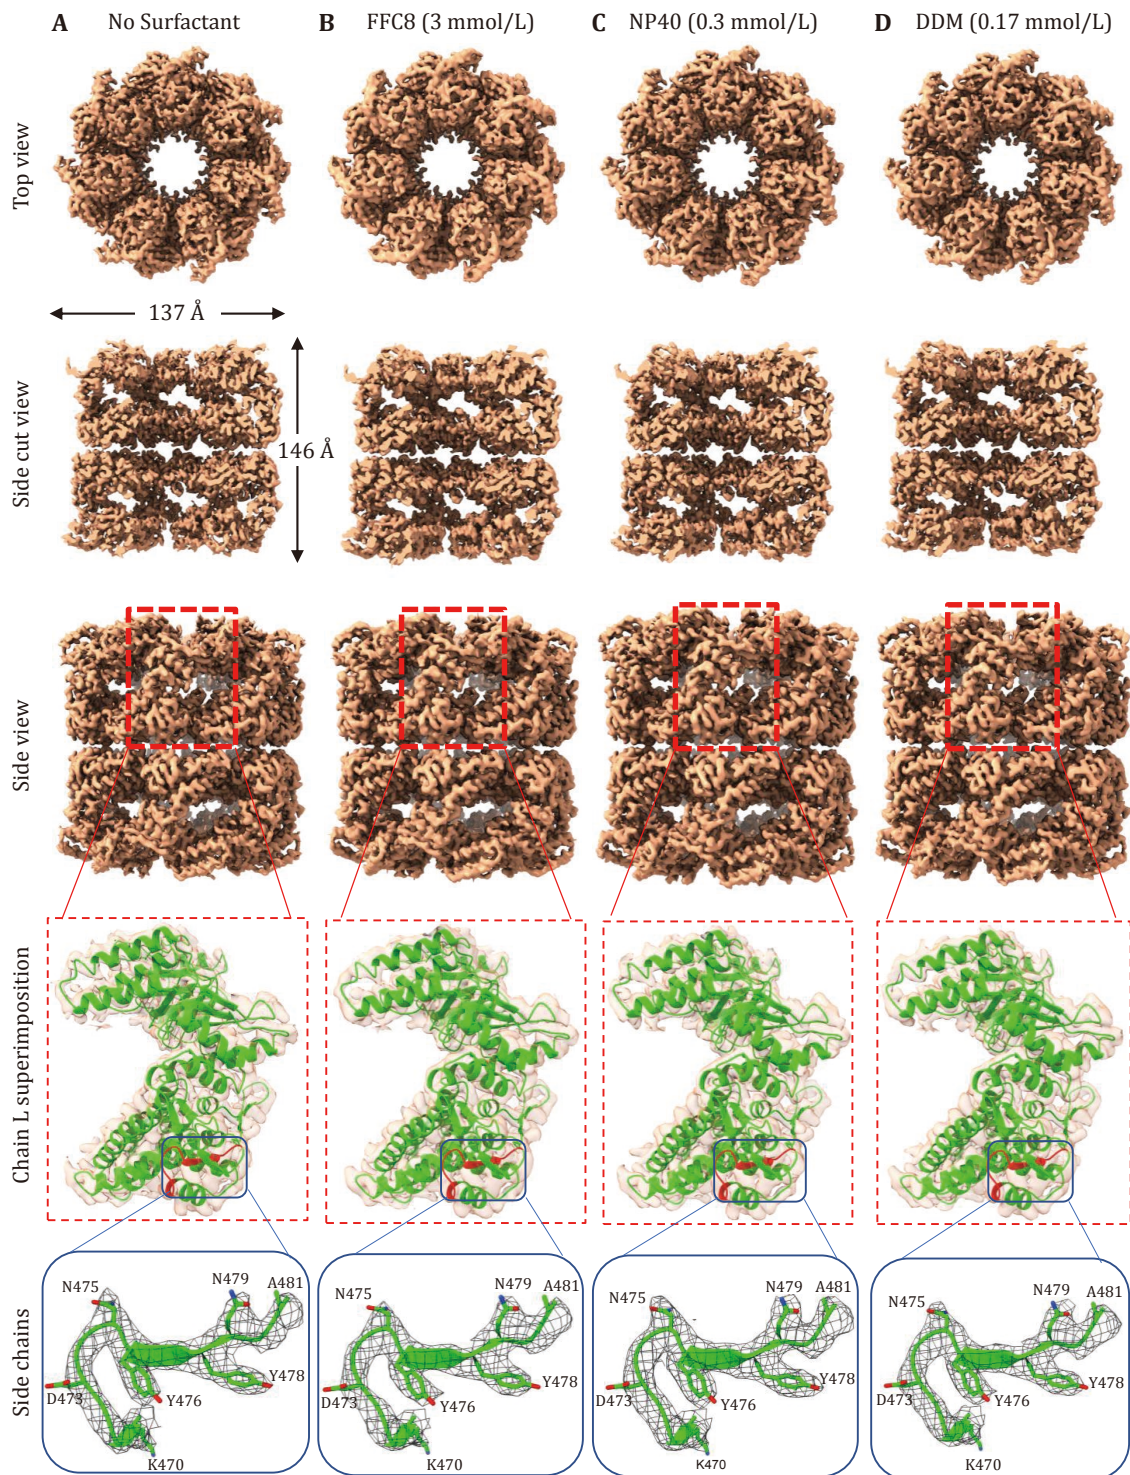 A No Surfactant B FFC8 (3 mmol/L) C NP40 (0.3 mmol/L) D DDM (0.17 mmol/L)
Top view
137 Å
Side cut view
146 Å
Side view
Chain L superimposition
Side chains
N475 N479 A481 D473 Y476 Y478 K470
N475 N479 A481 D473 Y476 Y478 K470
N475 N479 A481 D473 Y476 Y478 K470
N475 N479 A481 D473 Y476 Y478 K470